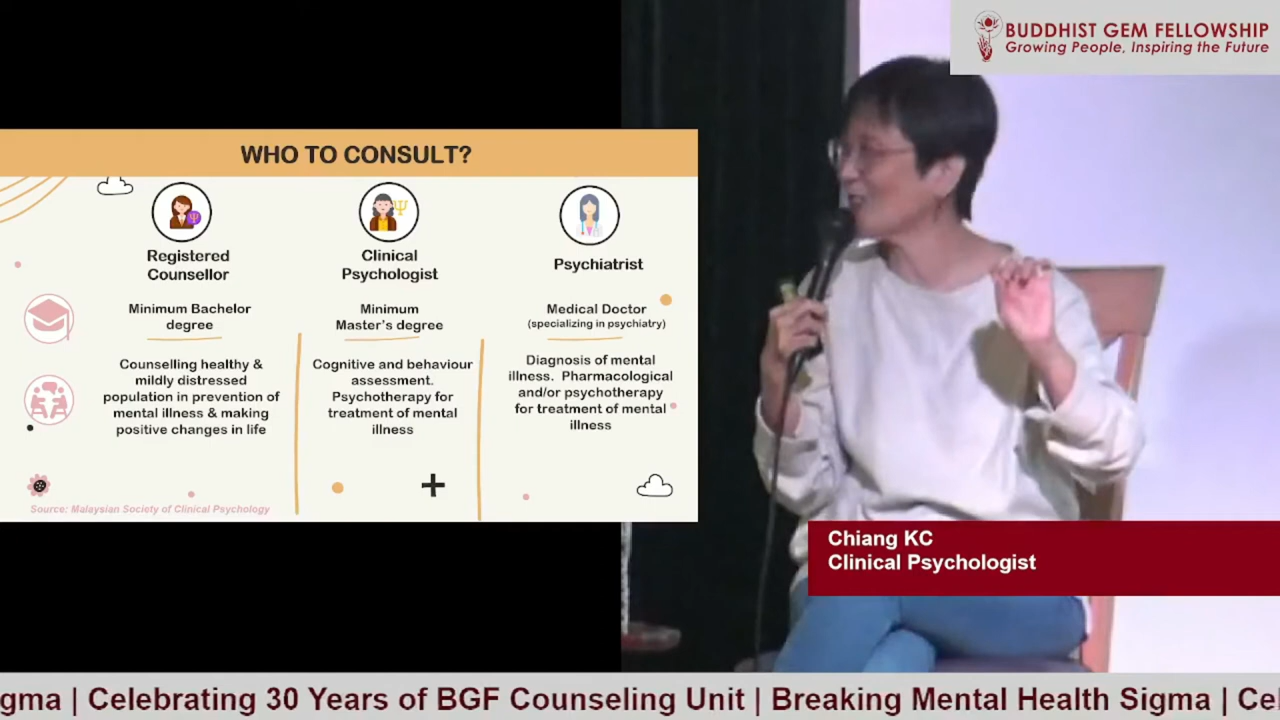 BUDDHIST GEM FELLOWSHIP
Growing People, Inspiring the Future
WHO TO CONSULT?
Registered
Counsellor
Minimum Bachelor
degree
Counselling healthy &
mildly distressed
population in prevention of
mental illness & making
positive changes in life
Clinical
Psychologist
Minimum
Master's degree
Cognitive and behaviour
assessment.
Psychotherapy for
treatment of mental
illness
Psychiatrist
Medical Doctor
(specializing in psychiatry)
Diagnosis of mental
illness. Pharmacological
and/or psychotherapy
for treatment of mental
illness
Source: Malaysian Society of Clinical Psychology
Chiang KC
Clinical Psychologist
gma | Celebrating 30 Years of BGF Counseling Unit | Breaking Mental Health Sigma | Cel